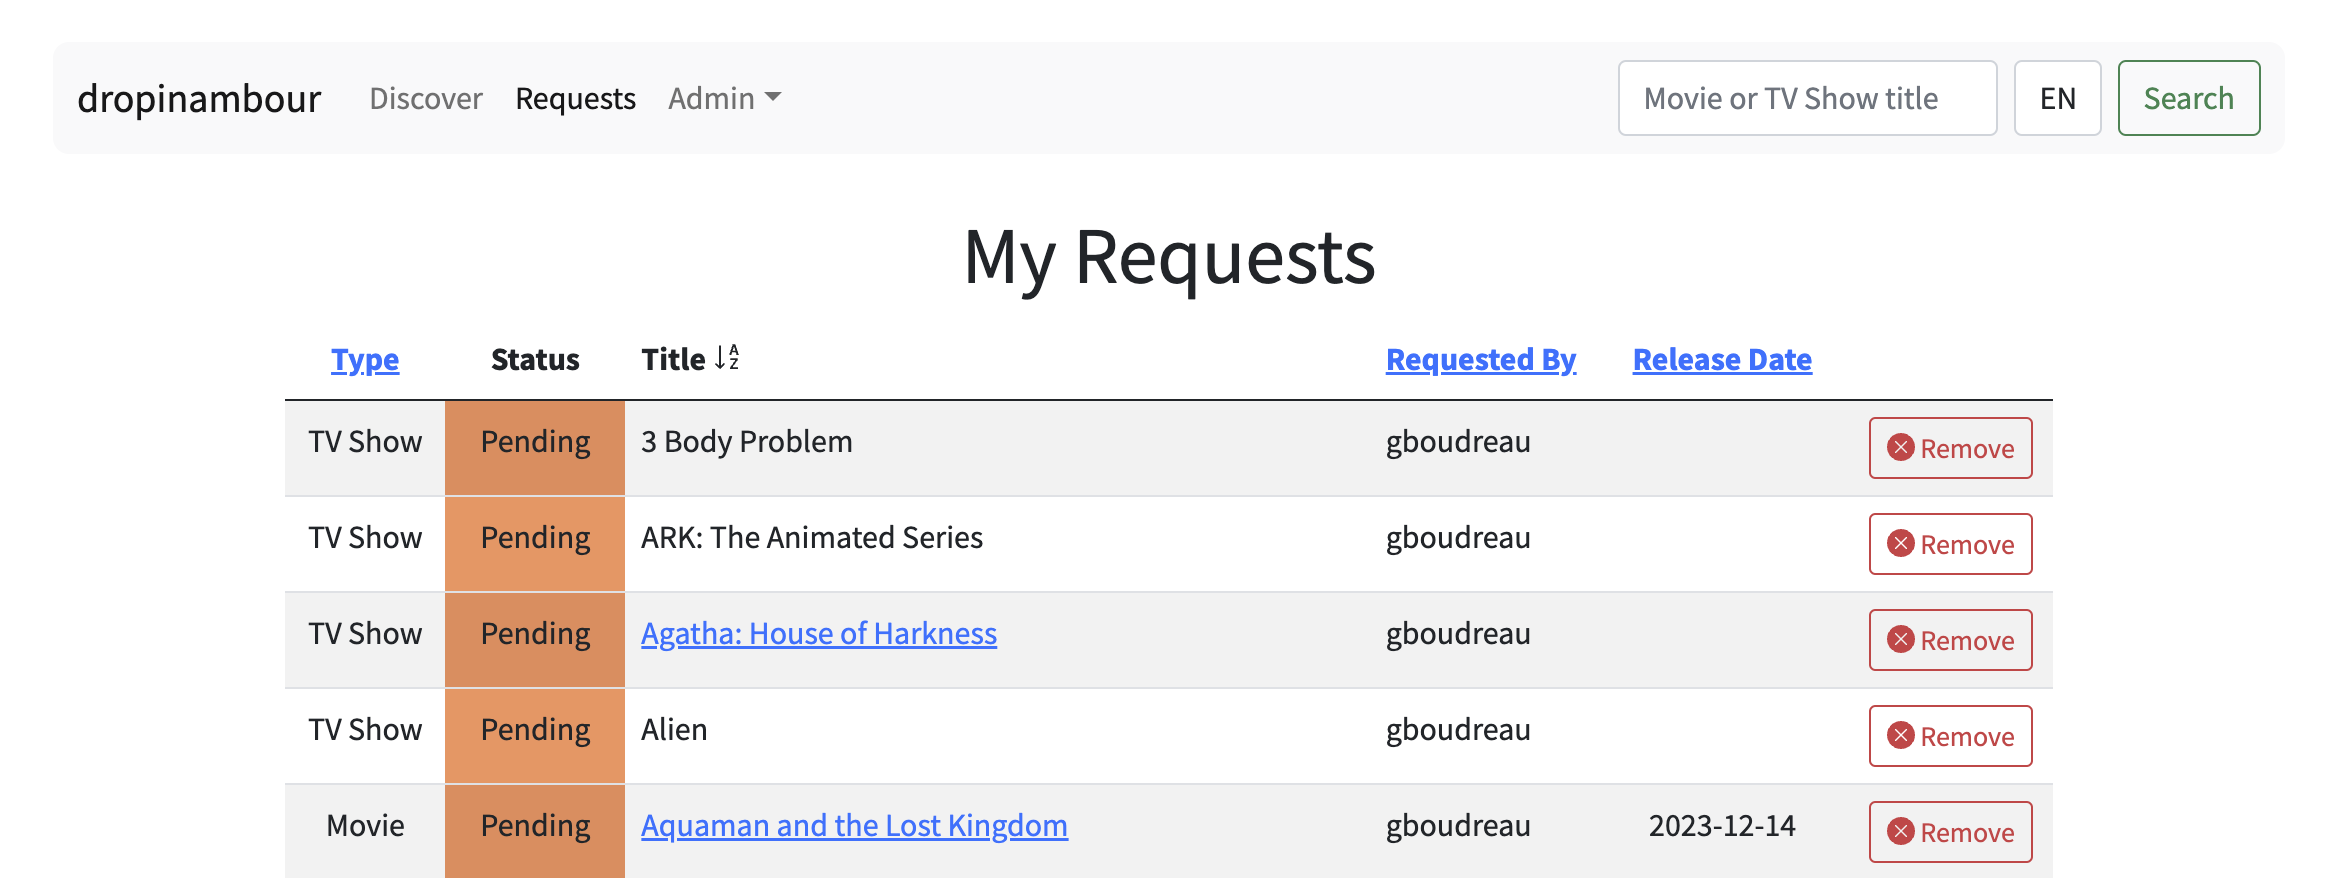 dropinambour Discover Requests Admin Movie or TV Show title EN Search
My Requests
Type Status Title Requested By Release Date
TV Show Pending 3 Body Problem gboudreau Remove
TV Show Pending ARK: The Animated Series gboudreau Remove
TV Show Pending Agatha: House of Harkness gboudreau Remove
TV Show Pending Alien gboudreau Remove
Movie Pending Aquaman and the Lost Kingdom gboudreau 2023-12-14 Remove